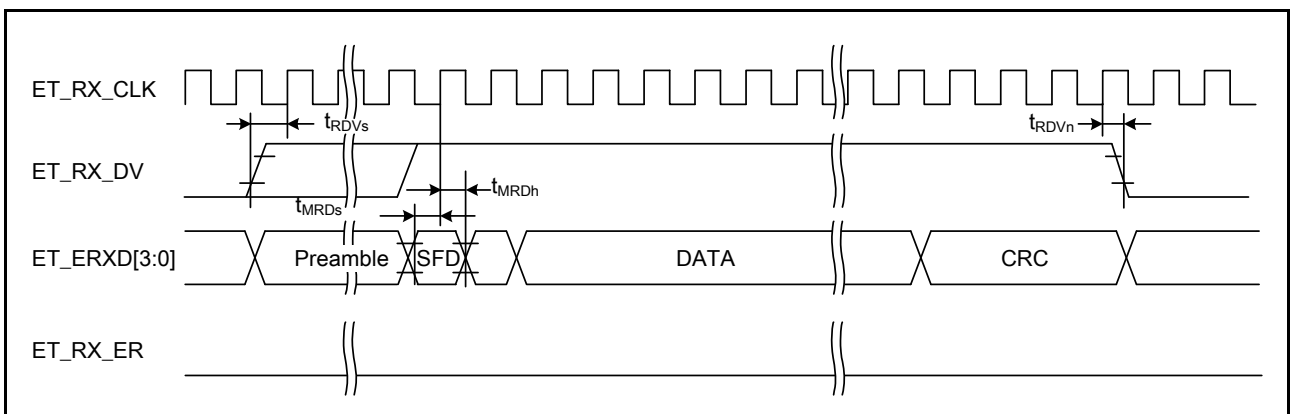 ET_RX_CLK
tRDVs
tRDVn
ET_RX_DV
tMRDh
tMRDs
ET_ERXD[3:0]
Preamble
SFD
DATA
CRC
ET_RX_ER